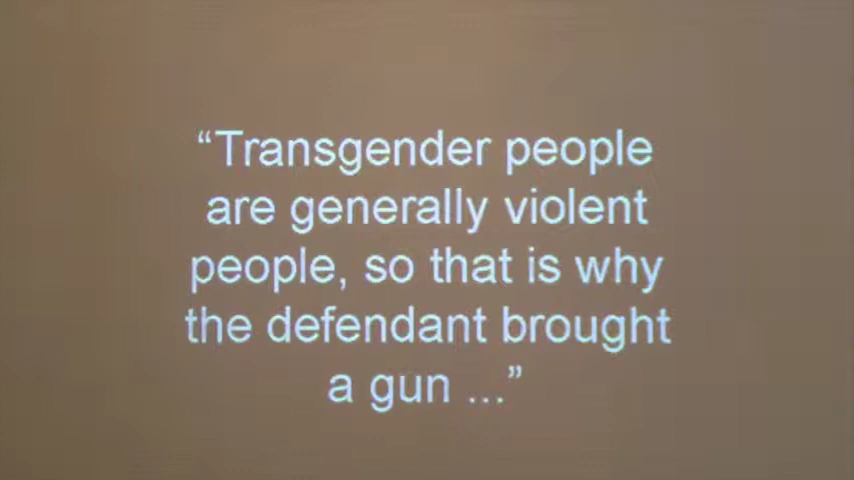 “Transgender people
are generally violent
people, so that is why
the defendant brought
a gun ...”